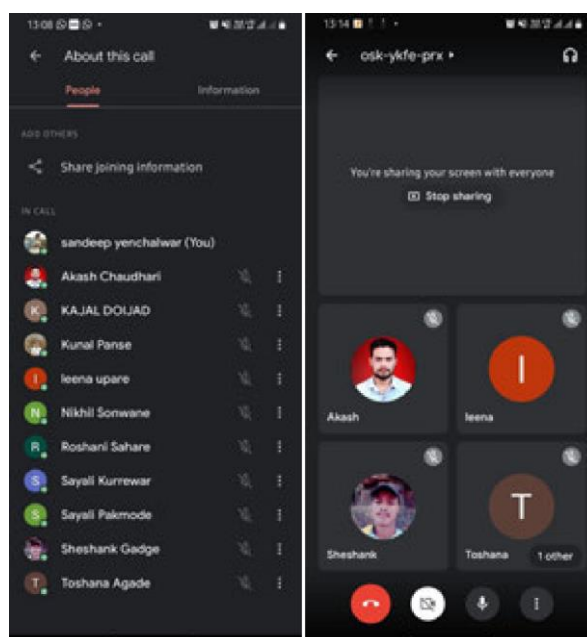 13:08
About this call
People
Information
ADD OTHERS
Share joining information
IN CALL
sandeep yenchalwar (You)
Akash Chaudhari
K
KAJAL DOIJAD
Kunal Panse
l
leena upare
N
Nikhil Sonwane
R
Roshani Sahare
S
Sayali Kurrewar
S
Sayali Pakmode
Sheshank Gadge
T
Toshana Agade
13:14
osk-ykfe-prx
You're sharing your screen with everyone
Stop sharing
Akash
l
leena
Sheshank
T
Toshana
1 other